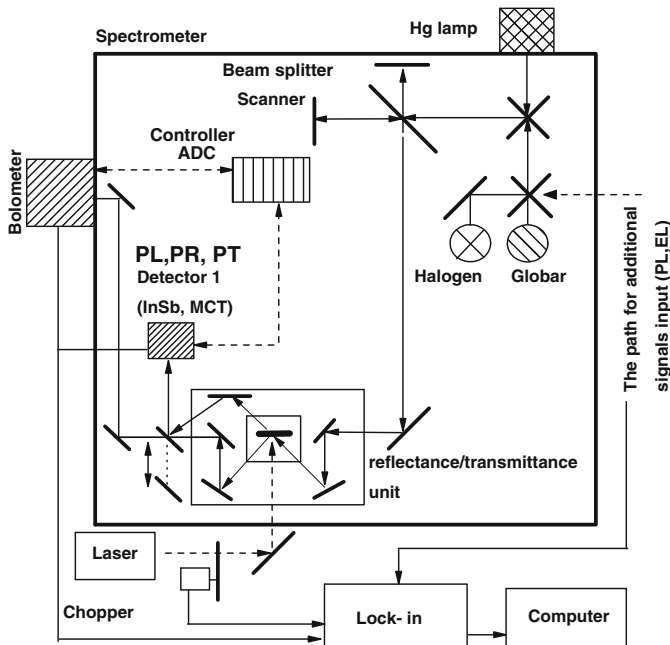 Spectrometer
Hg lamp
Beam splitter
Scanner
Controller
ADC
Bolometer
PL,PR, PT
Detector 1
(InSb, MCT)
Halogen
Globar
The path for additional
signals input (PL,EL)
reflectance/transmittance
unit
Laser
Chopper
Lock- in
Computer